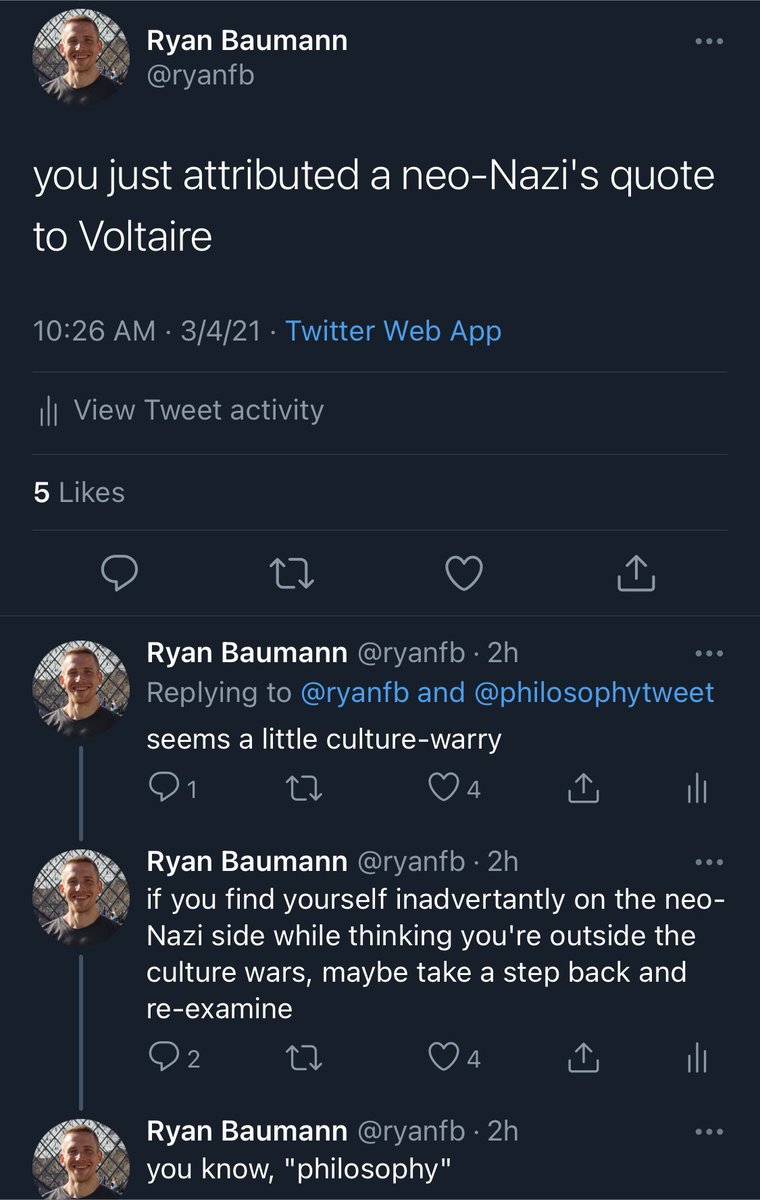 Ryan Baumann
@ryanfb
you just attributed a neo-Nazi's quote
to Voltaire
10:26 AM · 3/4/21 · Twitter Web App
View Tweet activity
5 Likes
Ryan Baumann @ryanfb · 2h
Replying to @ryanfb and @philosophytweet
seems a little culture-warry
1 4
Ryan Baumann @ryanfb · 2h
if you find yourself inadvertantly on the neo-
Nazi side while thinking you're outside the
culture wars, maybe take a step back and
re-examine
2 4
Ryan Baumann @ryanfb · 2h
you know, "philosophy"